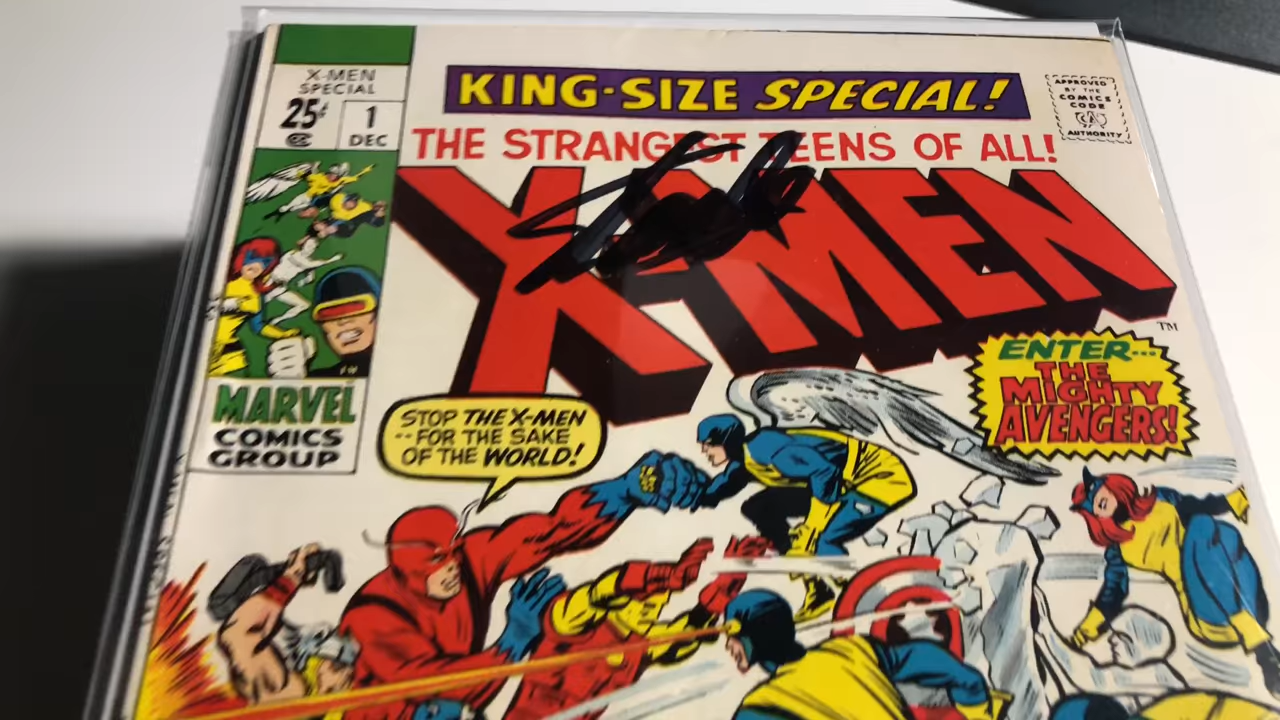 X-MEN
SPECIAL
25¢
1
DEC
KING-SIZE SPECIAL!
APPROVED
BY THE
COMICS
CODE
CA
AUTHORITY
THE STRANGEST TEENS OF ALL!
X-MEN
TM
ENTER...
THE
MIGHTY
AVENGERS!
MARVEL
COMICS
GROUP
STOP THE X-MEN
--FOR THE SAKE
OF THE WORLD!